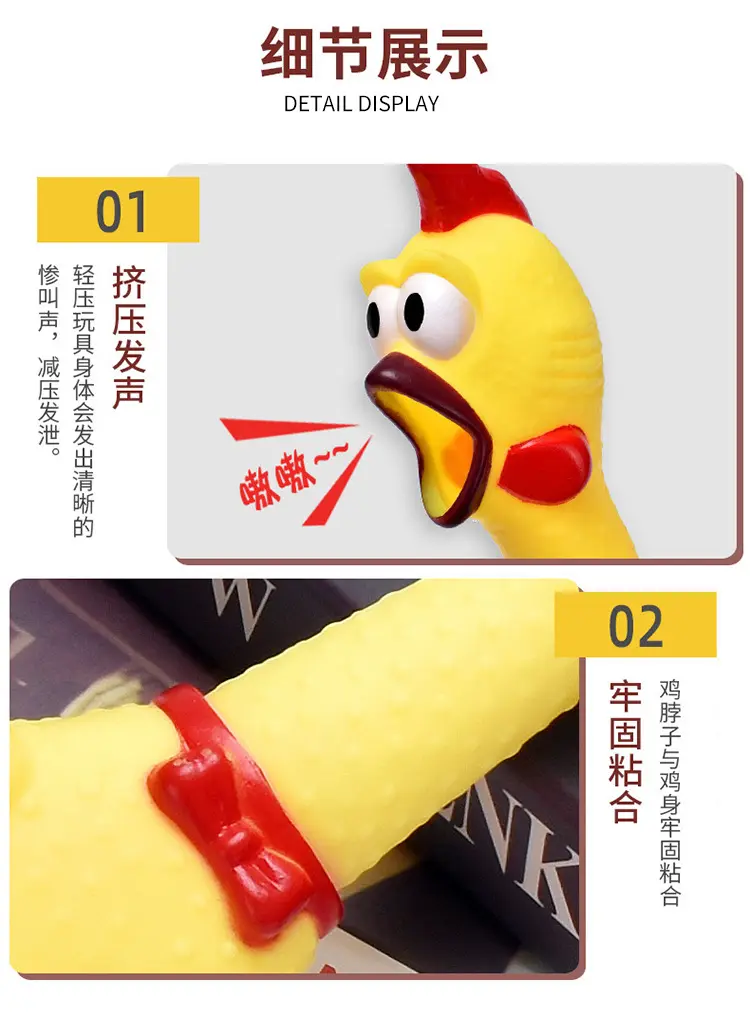 细节展示
DETAIL DISPLAY
01
挤压发声
轻压玩具身体会发出清晰的
惨叫声，减压发泄。
嗷嗷~~
W
02
牢固粘合
鸡脖子与鸡身牢固粘合
NK